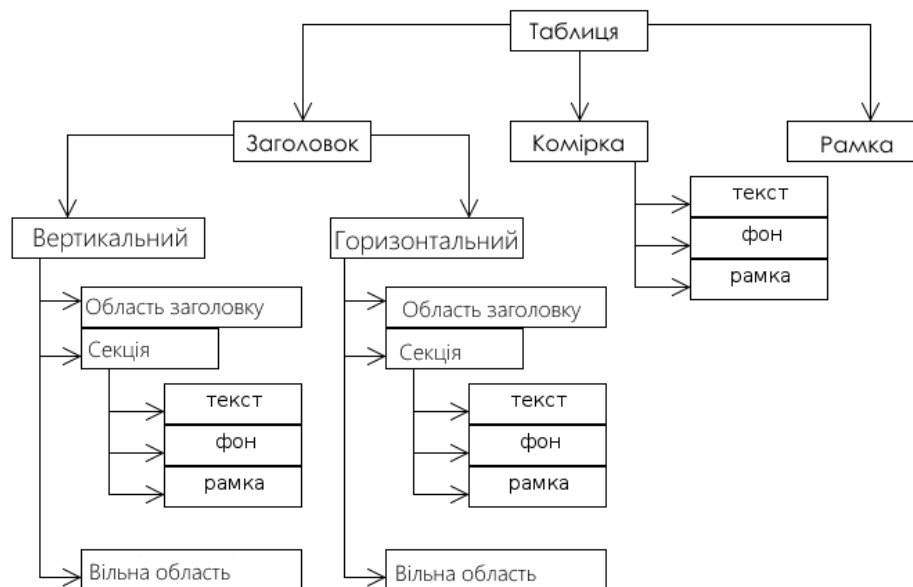 Таблиця
Заголовок
Комірка
Рамка
текст
фон
рамка
Вертикальний
Горизонтальний
Область заголовку
Секція
текст
фон
рамка
Вільна область
Область заголовку
Секція
текст
фон
рамка
Вільна область